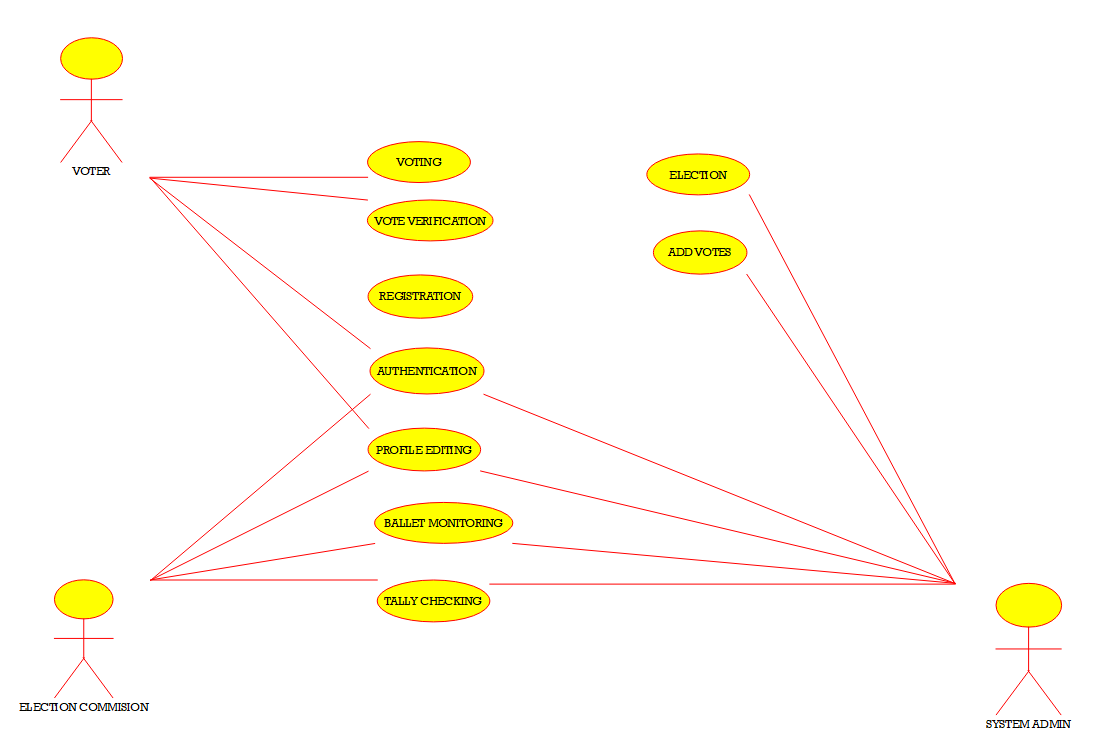 VOTER
VOTING
ELECTION
VOTE VERIFICATION
ADD VOTES
REGISTRATION
AUTHENTICATION
PROFILE EDITING
BALLET MONITORING
TALLY CHECKING
ELECTION COMMISION
SYSTEM ADMIN